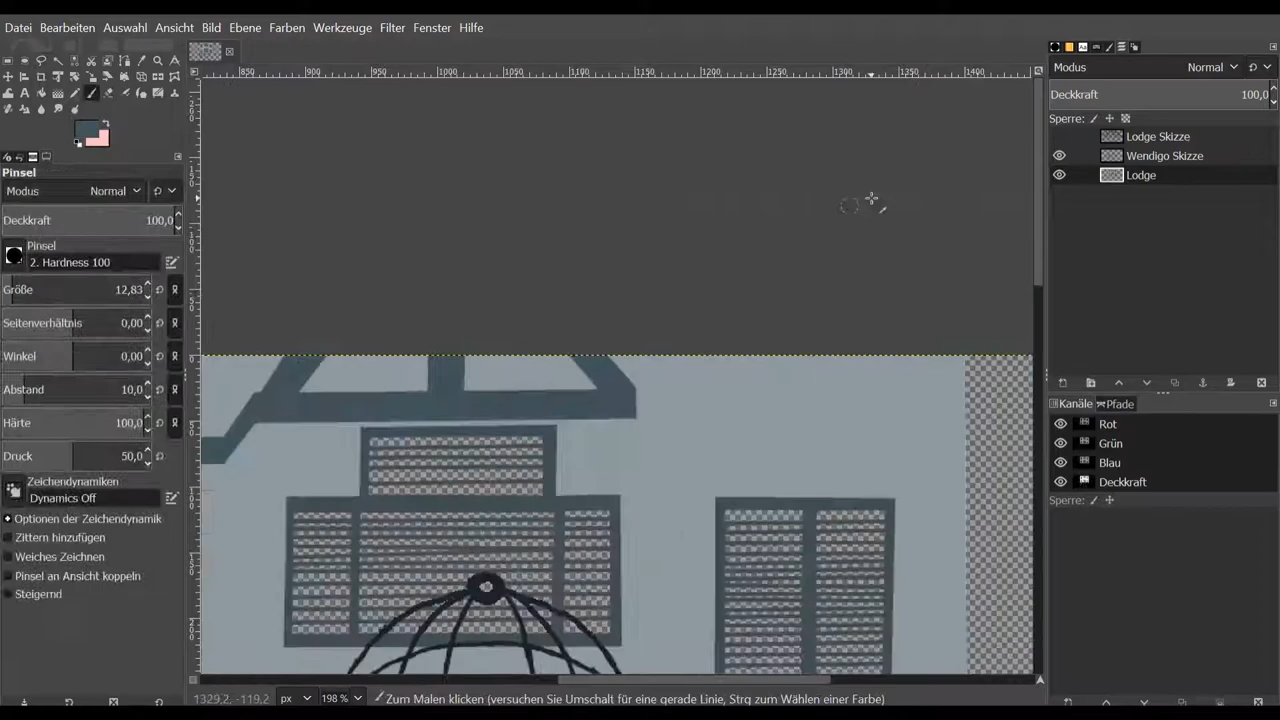 Datei Bearbeiten Auswahl Ansicht Bild Ebene Farben Werkzeuge Filter Fenster Hilfe
850 900 950 1000 1050 1100 1150 1200 1250 1300 1350 1400
Pinsel
Modus Normal
Deckkraft 100,0
Pinsel
2. Hardness 100
Größe 12,83
Seitenverhältnis 0,00
Winkel 0,00
Abstand 10,0
Härte 100,0
Druck 50,0
Zeichendynamiken
Dynamics Off
Optionen der Zeichendynamik
Zittern hinzufügen
Weiches Zeichnen
Pinsel an Ansicht koppeln
Steigernd
Modus Normal
Deckkraft 100,0
Sperre:
Lodge Skizze
Wendigo Skizze
Lodge
Kanäle Pfade
Rot
Grün
Blau
Deckkraft
Sperre:
1329,2, -119,2 px 198 % Zum Malen klicken (versuchen Sie Umschalt für eine gerade Linie, Strg zum Wählen einer Farbe)